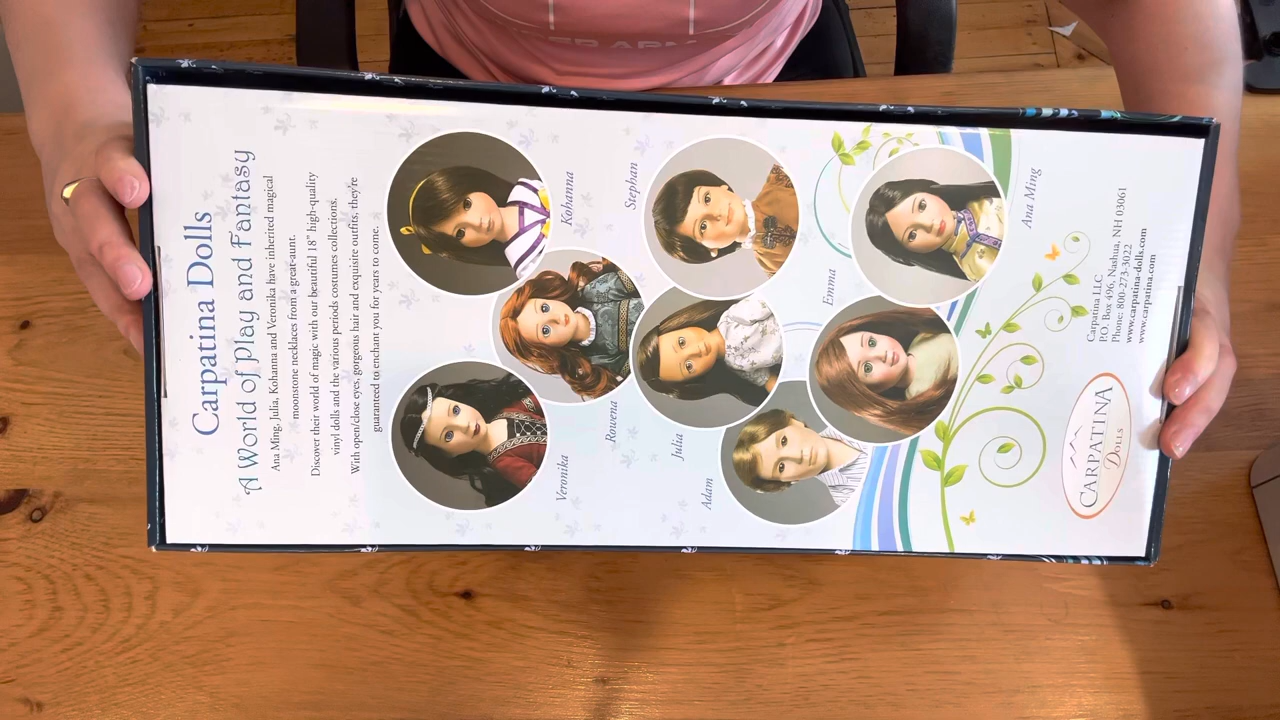 Carpatina Dolls
A World of Play and Fantasy
Ana Ming, Julia, Kohanna and Veronika have inherited magical
moonstone necklaces from a great-aunt.
Discover their world of magic with our beautiful 18" high-quality
vinyl dolls and the various periods costumes collections.
With open/close eyes, gorgeous hair and exquisite outfits, they're
guaranteed to enchant you for years to come.
Veronika
Kohanna
Rowena
Stephan
Julia
Adam
Emma
Ana Ming
CARPATINA
Dolls
Carpatina LLC
P.O. Box 496, Nashua, NH 03061
Phone: 800-273-3022
www.carpatina-dolls.com
www.carpatina.com